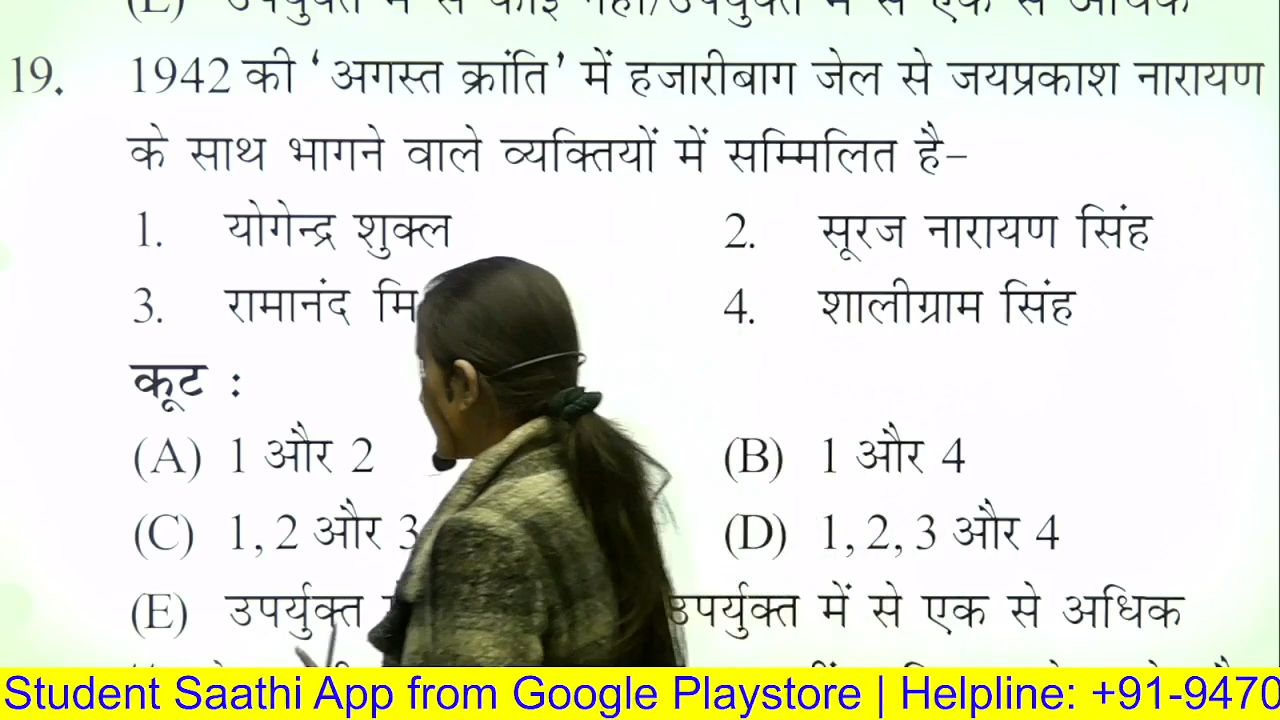 19. 1942 की 'अगस्त क्रांति' में हजारीबाग जेल से जयप्रकाश नारायण
के साथ भागने वाले व्यक्तियों में सम्मिलित है–
1. योगेन्द्र शुक्ल 2. सूरज नारायण सिंह
3. रामानंद 4. शालीग्राम सिंह
कूट :
(A) 1 और 2 (B) 1 और 4
(C) 1, 2 और 3 (D) 1, 2, 3 और 4
(E) उपर्युक्त उपर्युक्त में से एक से अधिक
Student Saathi App from Google Playstore | Helpline: +91-9470